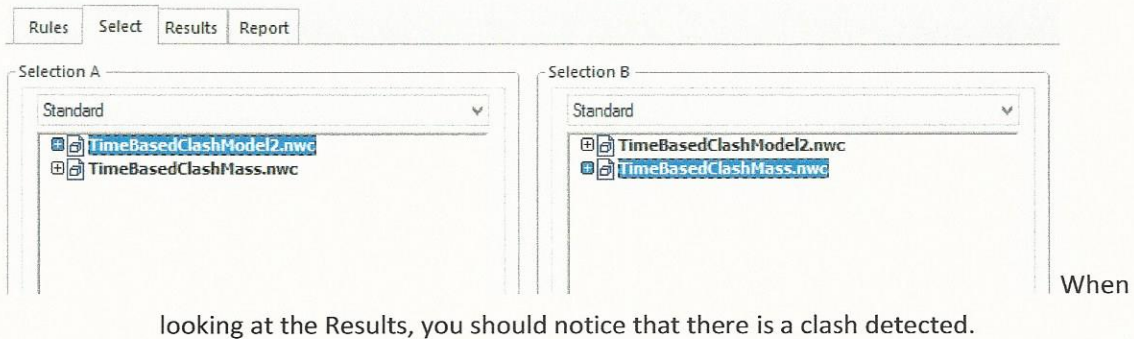 Rules Select Results Report
Selection A
Selection B
Standard
Standard
TimeBasedClashModel2.nwc
TimeBasedClashMass.nwc
TimeBasedClashModel2.nwc
TimeBasedClashMass.nwc
When
looking at the Results, you should notice that there is a clash detected.